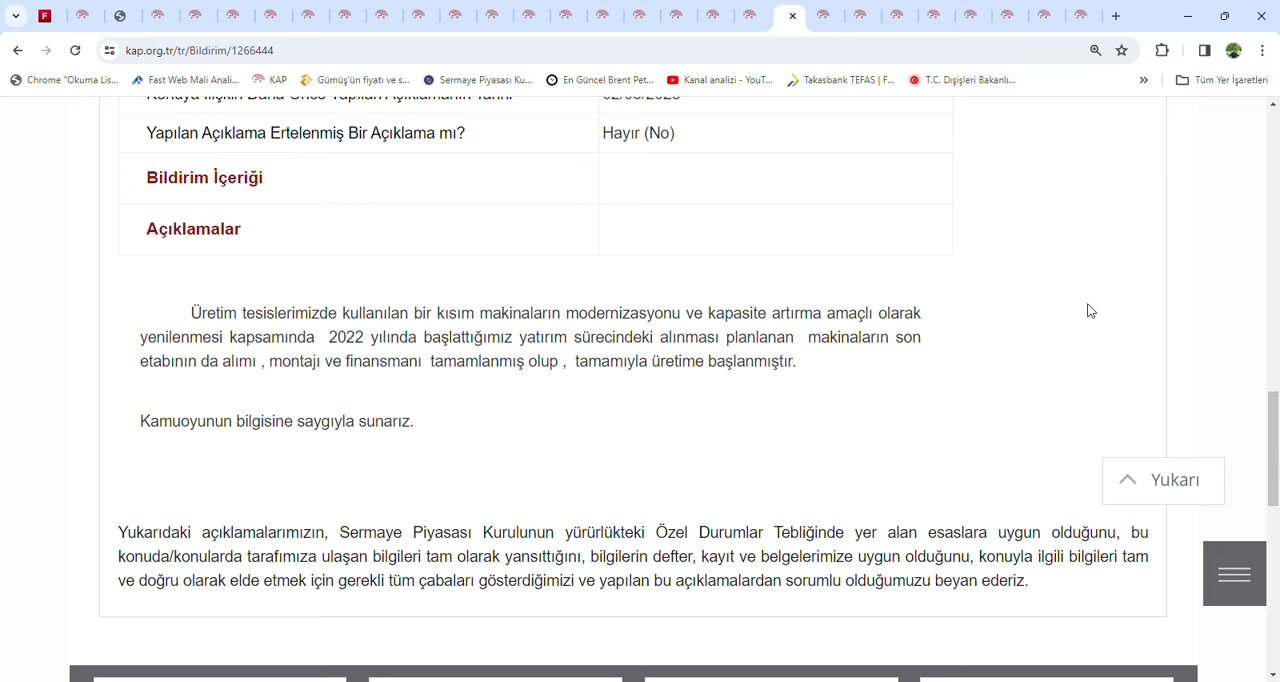 F
kap.org.tr/tr/Bildirim/1266444
Chrome "Okuma Lis... Fast Web Mali Anali... KAP Gümüş'ün fiyatı ve s... Sermaye Piyasası Ku... En Güncel Brent Pet... Kanal analizi - YouT... Takasbank TEFAS | F... T.C. Dışişleri Bakanlı... » Tüm Yer İşaretleri
Yapılan Açıklama Ertelenmiş Bir Açıklama mı? Hayır (No)
Bildirim İçeriği
Açıklamalar
Üretim tesislerimizde kullanılan bir kısım makinaların modernizasyonu ve kapasite artırma amaçlı olarak
yenilenmesi kapsamında 2022 yılında başlattığımız yatırım sürecindeki alınması planlanan makinaların son
etabının da alımı , montajı ve finansmanı tamamlanmış olup , tamamıyla üretime başlanmıştır.
Kamuoyunun bilgisine saygıyla sunarız.
Yukarı
Yukarıdaki açıklamalarımızın, Sermaye Piyasası Kurulunun yürürlükteki Özel Durumlar Tebliğinde yer alan esaslara uygun olduğunu, bu
konuda/konularda tarafımıza ulaşan bilgileri tam olarak yansıttığını, bilgilerin defter, kayıt ve belgelerimize uygun olduğunu, konuyla ilgili bilgileri tam
ve doğru olarak elde etmek için gerekli tüm çabaları gösterdiğimizi ve yapılan bu açıklamalardan sorumlu olduğumuzu beyan ederiz.